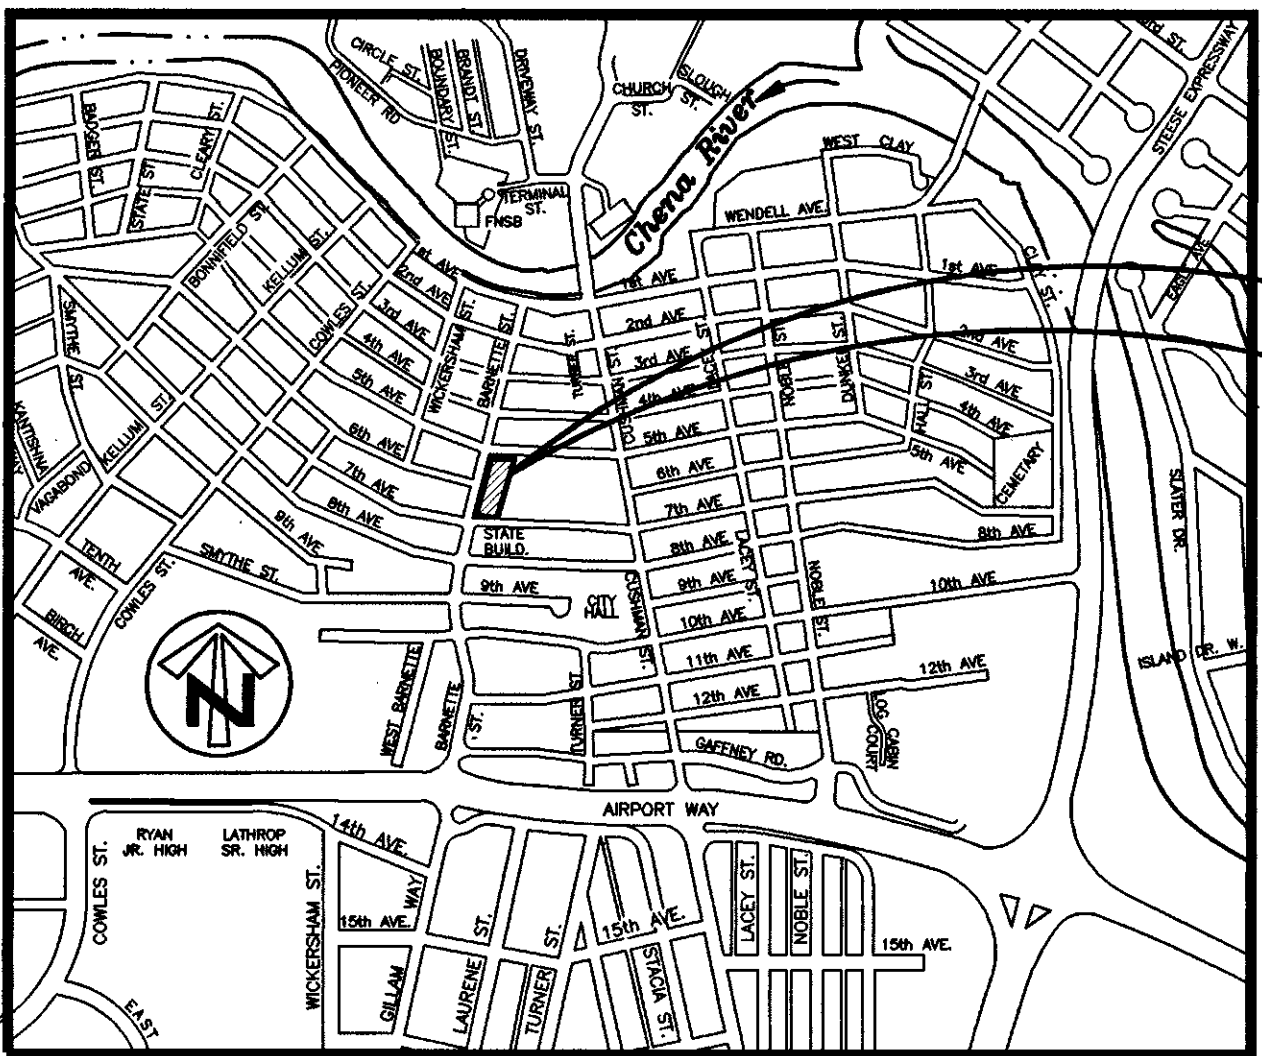 CIRCLE ST.
PIONEER RD
BOUNDARY ST.
BRANDT ST.
DRIVEWAY ST.
CHURCH ST.
SLOUGH ST.
STEESE EXPRESSWAY
Chena River
WEST CLAY
BADGER ST.
STATE ST.
CLEARY ST.
TERMINAL ST.
FNSB
WENDELL AVE.
BONNIFIELD ST.
KELLUM ST.
COWLES ST.
1st AVE
2nd AVE
3rd AVE
4th AVE
5th AVE
6th AVE
7th AVE
8th AVE
9th AVE
WICKERSHAM ST.
BARNETTE ST.
TURNER ST.
CUSHMAN ST.
1st AVE
2nd AVE
3rd AVE
4th AVE
5th AVE
6th AVE
7th AVE
8th AVE
9th AVE
10th AVE
11th AVE
12th AVE
LACEY ST.
NOBLE ST.
DUNKEL ST.
HALL ST
1st AVE
2nd AVE
3rd AVE
4th AVE
5th AVE
CLAY ST.
EAGLE AVE
CEMETARY
8th AVE
10th AVE
12th AVE
SLATER DR.
ISLAND DR. W.
SMYTHE ST.
KELLUM ST.
KANTISHNA WAY
VAGABOND
TENTH AVE.
BIRCH AVE.
COWLES ST.
SMYTHE ST.
STATE BUILD.
9th AVE
CITY HALL
CUSHMAN ST.
LACEY ST.
NOBLE ST.
N
WEST BARNETTE
BARNETTE ST.
TURNER ST.
GAFFNEY RD.
LOG CABIN COURT
AIRPORT WAY
RYAN JR. HIGH
LATHROP SR. HIGH
COWLES ST.
WICKERSHAM ST.
14th AVE.
15th AVE.
GILLAM WAY
LAURENE ST.
TURNER ST.
15th AVE.
STACIA ST.
LACEY ST.
NOBLE ST.
15th AVE.
EAST